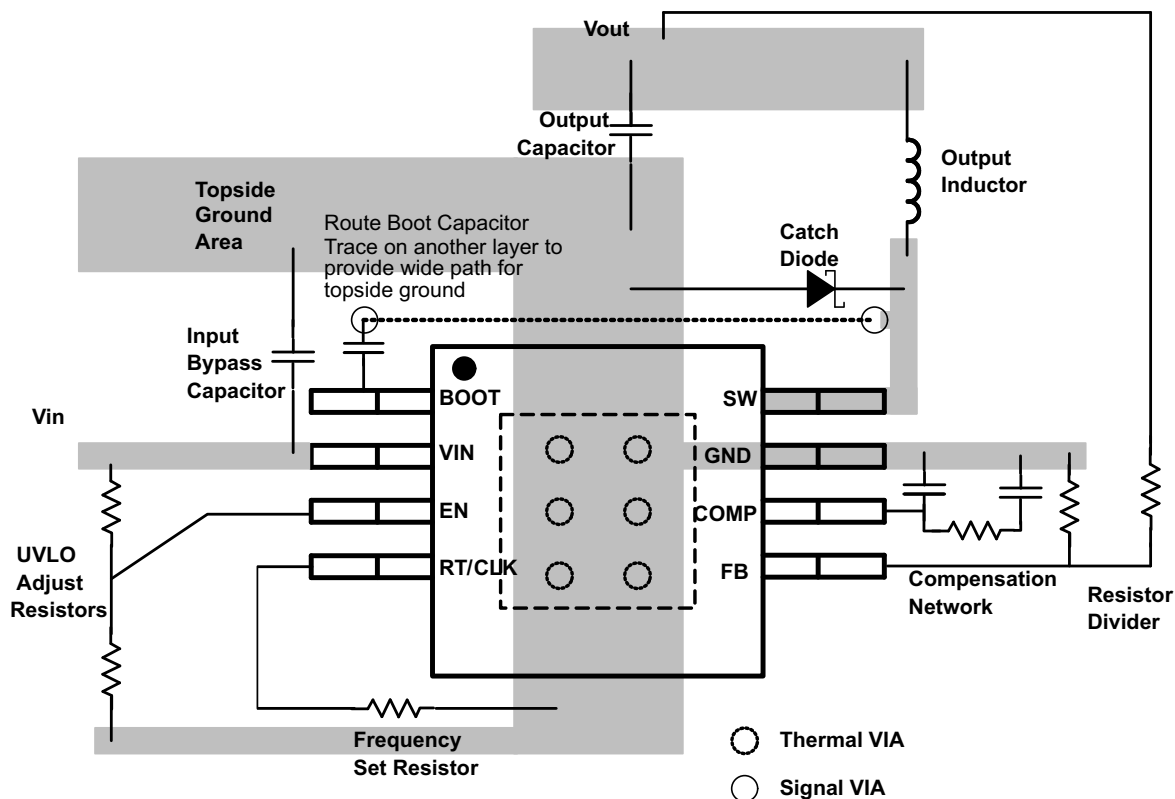 Vout
Output
Capacitor
Output
Inductor
Topside
Ground
Area
Route Boot Capacitor
Trace on another layer to
provide wide path for
topside ground
Catch
Diode
Input
Bypass
Capacitor
Vin
BOOT
VIN
EN
RT/CLK
SW
GND
COMP
FB
UVLO
Adjust
Resistors
Compensation
Network
Resistor
Divider
Frequency
Set Resistor
Thermal VIA
Signal VIA